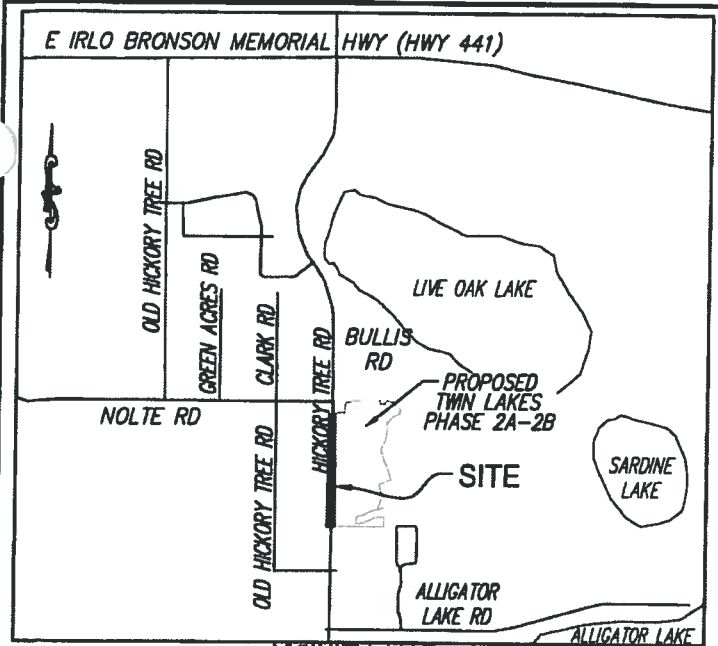 E IRLO BRONSON MEMORIAL HWY (HWY 441)
OLD HICKORY TREE RD
GREEN ACRES RD
CLARK RD
HICKORY TREE RD
LIVE OAK LAKE
BULLIS
RD
PROPOSED
TWIN LAKES
PHASE 2A-2B
NOLTE RD
OLD HICKORY TREE RD
SITE
SARDINE
LAKE
ALLIGATOR
LAKE RD
ALLIGATOR LAKE